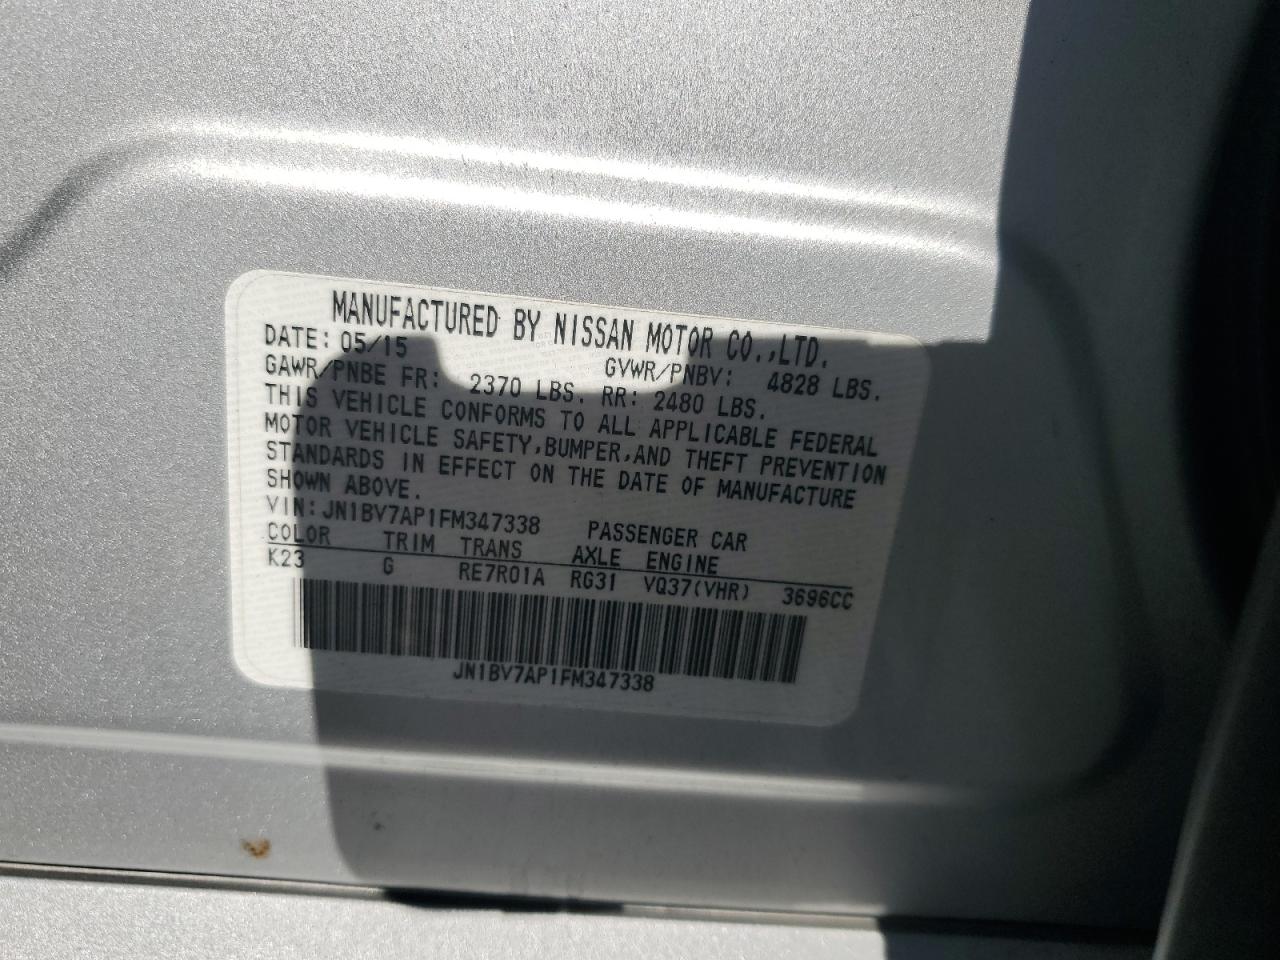 MANUFACTURED BY NISSAN MOTOR CO.,LTD.
DATE: 05/15 GVWR/PNBV: 4828 LBS.
GAWR/PNBE FR: 2370 LBS. RR: 2480 LBS.
THIS VEHICLE CONFORMS TO ALL APPLICABLE FEDERAL
MOTOR VEHICLE SAFETY,BUMPER,AND THEFT PREVENTION
STANDARDS IN EFFECT ON THE DATE OF MANUFACTURE
SHOWN ABOVE.
VIN:JN1BV7AP1FM347338 PASSENGER CAR
COLOR TRIM TRANS AXLE ENGINE
K23 G RE7R01A RG31 VQ37(VHR) 3696CC
JN1BV7AP1FM347338